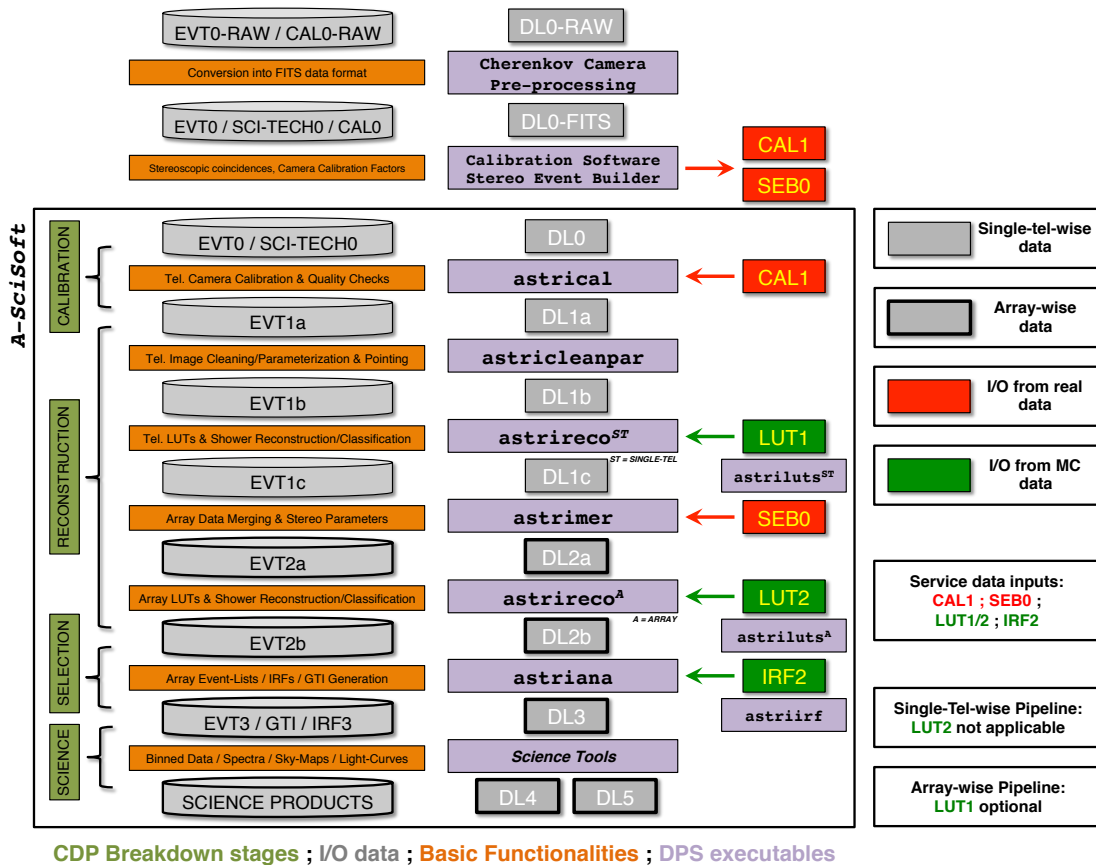 EVT0-RAW / CAL0-RAW
DL0-RAW
Conversion into FITS data format
Cherenkov Camera
Pre-processing
EVT0 / SCI-TECH0 / CAL0
DL0-FITS
Stereoscopic coincidences, Camera Calibration Factors
Calibration Software
Stereo Event Builder
CAL1
SEB0
A-SciSoft
CALIBRATION
EVT0 / SCI-TECH0
DL0
Tel. Camera Calibration & Quality Checks
astrical
CAL1
EVT1a
DL1a
RECONSTRUCTION
Tel. Image Cleaning/Parameterization & Pointing
astricleanpar
EVT1b
DL1b
Tel. LUTs & Shower Reconstruction/Classification
astrireco^ST
LUT1
ST = SINGLE-TEL
astriluts^ST
EVT1c
DL1c
Array Data Merging & Stereo Parameters
astrimer
SEB0
EVT2a
DL2a
Array LUTs & Shower Reconstruction/Classification
astrireco^A
LUT2
A = ARRAY
astriluts^A
EVT2b
DL2b
SELECTION
Array Event-Lists / IRFs / GTI Generation
astriana
IRF2
astriirf
EVT3 / GTI / IRF3
DL3
SCIENCE
Binned Data / Spectra / Sky-Maps / Light-Curves
Science Tools
SCIENCE PRODUCTS
DL4
DL5
Single-tel-wise
data
Array-wise
data
I/O from real
data
I/O from MC
data
Service data inputs:
CAL1 ; SEB0 ;
LUT1/2 ; IRF2
Single-Tel-wise Pipeline:
LUT2 not applicable
Array-wise Pipeline:
LUT1 optional
CDP Breakdown stages ; I/O data ; Basic Functionalities ; DPS executables